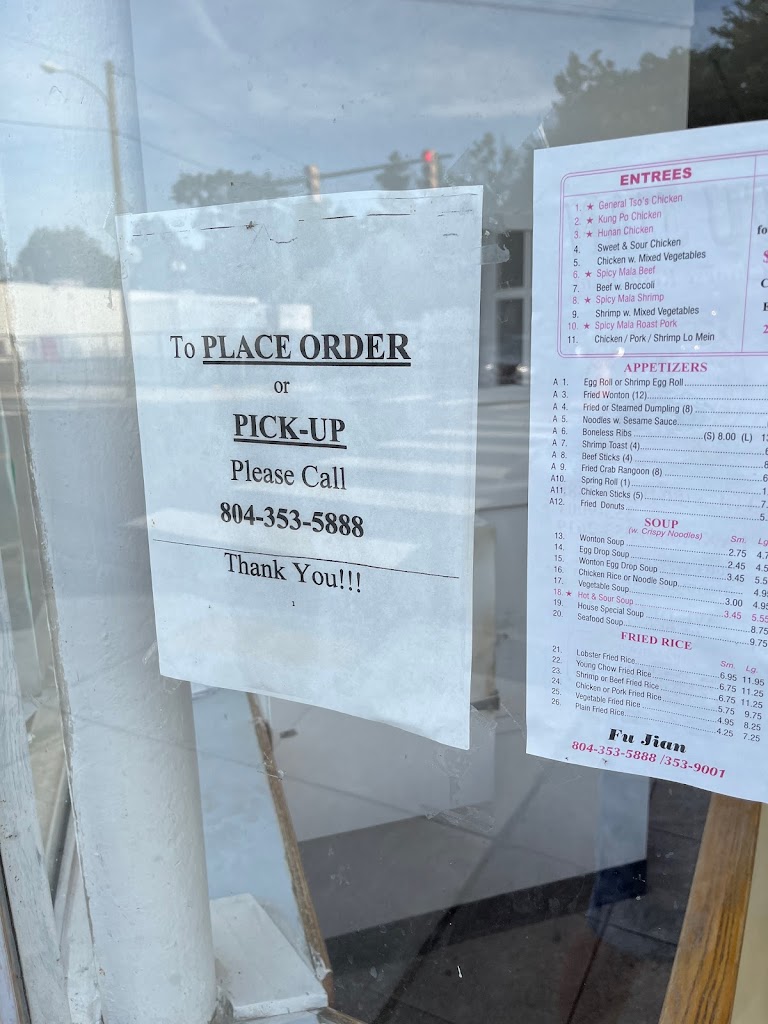 To PLACE ORDER
or
PICK-UP
Please Call
804-353-5888
Thank You!!!
1
ENTREES
1. ★ General Tso's Chicken
2. ★ Kung Po Chicken
3. ★ Hunan Chicken
4. Sweet & Sour Chicken
5. Chicken w. Mixed Vegetables
6. ★ Spicy Mala Beef
7. Beef w. Broccoli
8. ★ Spicy Mala Shrimp
9. Shrimp w. Mixed Vegetables
10. ★ Spicy Mala Roast Pork
11. Chicken / Pork / Shrimp Lo Mein
APPETIZERS
A 1. Egg Roll or Shrimp Egg Roll
A 3. Fried Wonton (12)
A 4. Fried or Steamed Dumpling (8)
A 5. Noodles w. Sesame Sauce
A 6. Boneless Ribs (S) 8.00 (L)
A 7. Shrimp Toast (4)
A 8. Beef Sticks (4)
A 9. Fried Crab Rangoon (8)
A10. Spring Roll (1)
A11. Chicken Sticks (5)
A12. Fried Donuts
SOUP
(w. Crispy Noodles) Sm. Lg.
13. Wonton Soup 2.75
14. Egg Drop Soup 2.45
15. Wonton Egg Drop Soup 3.45
16. Chicken Rice or Noodle Soup
17. Vegetable Soup 3.00 4.95
18. ★ Hot & Sour Soup 3.45 5.55
19. House Special Soup 8.75
20. Seafood Soup 9.75
FRIED RICE
Sm. Lg.
21. Lobster Fried Rice 6.95 11.95
22. Young Chow Fried Rice 6.75 11.25
23. Shrimp or Beef Fried Rice 6.75 11.25
24. Chicken or Pork Fried Rice 5.75 9.75
25. Vegetable Fried Rice 4.95 8.25
26. Plain Fried Rice 4.25 7.25
Fu Jian
804-353-5888 /353-9001